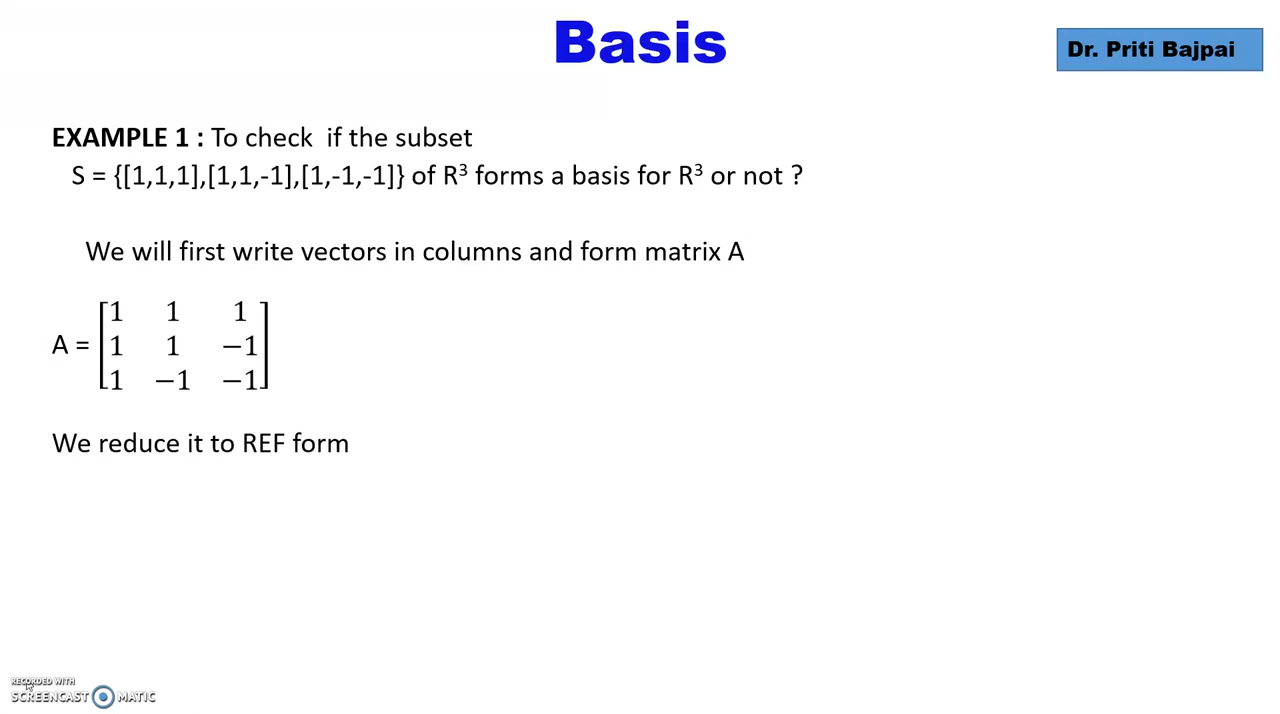 Basis
Dr. Priti Bajpai
EXAMPLE 1 : To check if the subset
S = {[1,1,1],[1,1,-1],[1,-1,-1]} of R³ forms a basis for R³ or not ?
We will first write vectors in columns and form matrix A
1 1 1
A = 1 1 −1
1 −1 −1
We reduce it to REF form
RECORDED WITH
SCREENCAST MATIC